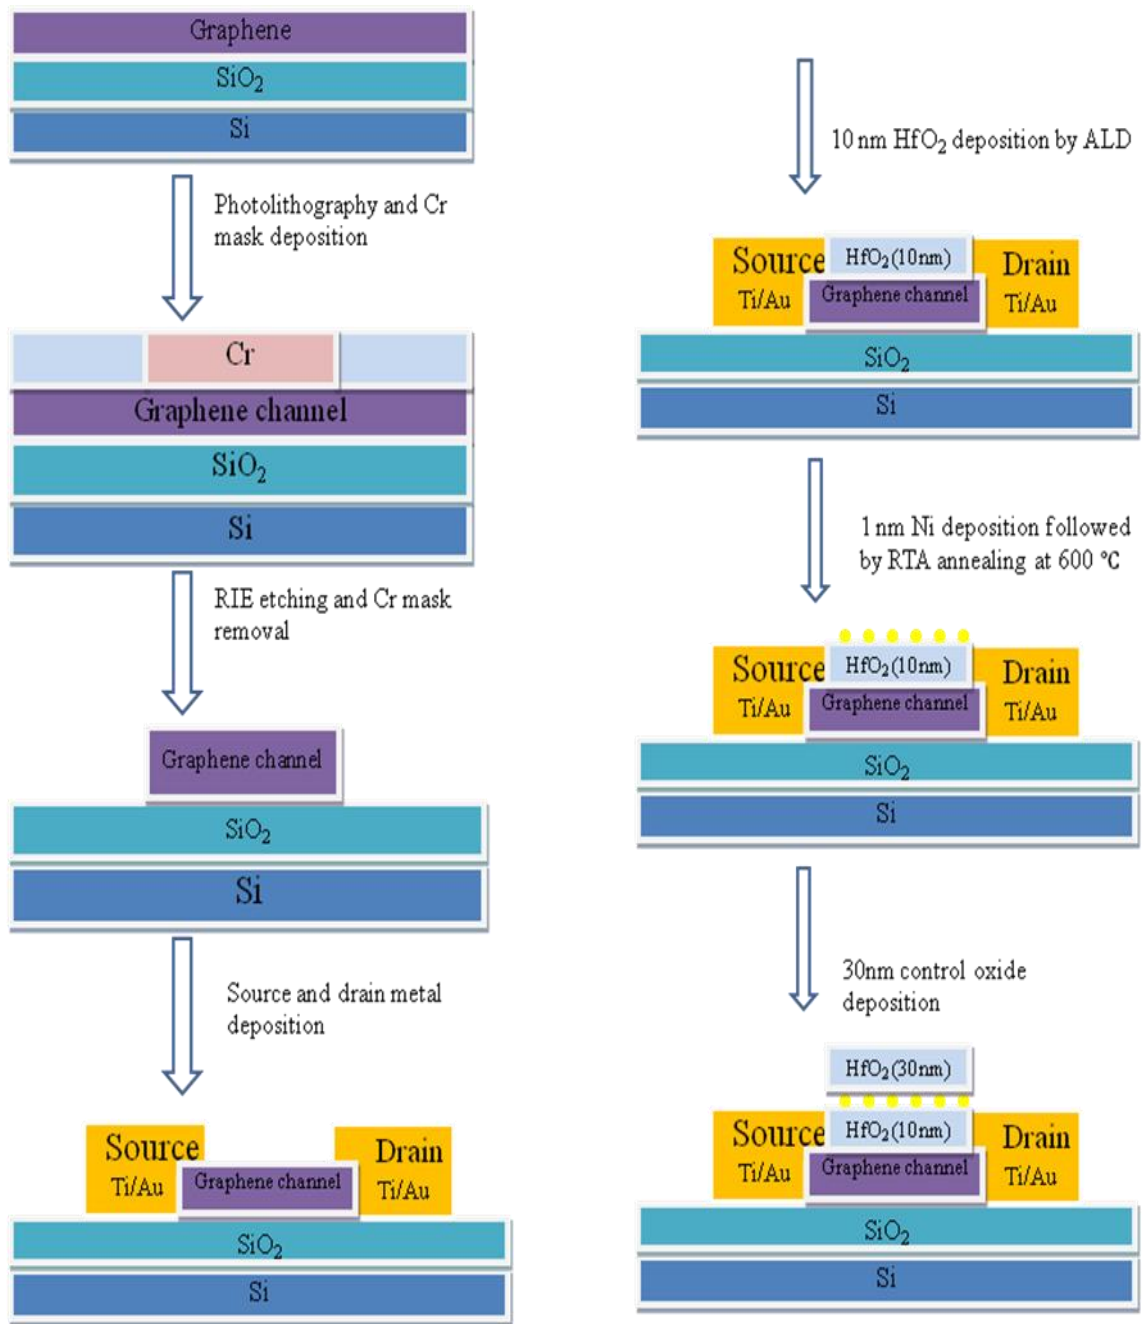 Graphene
SiO₂
Si
Photolithography and Cr
mask deposition
Cr
Graphene channel
SiO₂
Si
RIE etching and Cr mask
removal
Graphene channel
SiO₂
Si
Source and drain metal
deposition
Source
Ti/Au
Graphene channel
Drain
Ti/Au
SiO₂
Si
10 nm HfO₂ deposition by ALD
Source
Ti/Au
HfO₂(10nm)
Graphene channel
Drain
Ti/Au
SiO₂
Si
1 nm Ni deposition followed
by RTA annealing at 600 °C
Source
Ti/Au
HfO₂(10nm)
Graphene channel
Drain
Ti/Au
SiO₂
Si
30nm control oxide
deposition
HfO₂(30nm)
Source
Ti/Au
HfO₂(10nm)
Graphene channel
Drain
Ti/Au
SiO₂
Si